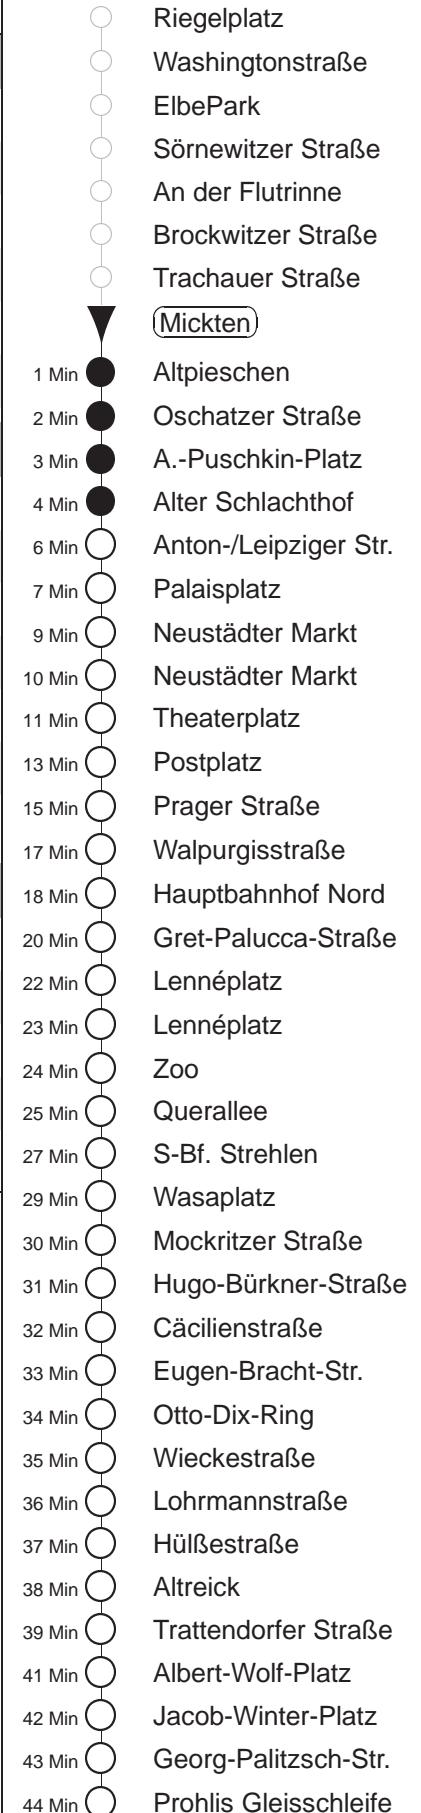 Riegelplatz
Washingtonstraße
ElbePark
Sörnewitzer Straße
An der Flutrinne
Brockwitzer Straße
Trachauer Straße
Mickten
1 Min Altpieschen
2 Min Oschatzer Straße
3 Min A.-Puschkin-Platz
4 Min Alter Schlachthof
6 Min Anton-/Leipziger Str.
7 Min Palaisplatz
9 Min Neustädter Markt
10 Min Neustädter Markt
11 Min Theaterplatz
13 Min Postplatz
15 Min Prager Straße
17 Min Walpurgisstraße
18 Min Hauptbahnhof Nord
20 Min Gret-Palucca-Straße
22 Min Lennéplatz
23 Min Lennéplatz
24 Min Zoo
25 Min Querallee
27 Min S-Bf. Strehlen
29 Min Wasaplatz
30 Min Mockritzer Straße
31 Min Hugo-Bürkner-Straße
32 Min Cäcilienstraße
33 Min Eugen-Bracht-Str.
34 Min Otto-Dix-Ring
35 Min Wieckestraße
36 Min Lohrmannstraße
37 Min Hülßestraße
38 Min Altreick
39 Min Trattendorfer Straße
41 Min Albert-Wolf-Platz
42 Min Jacob-Winter-Platz
43 Min Georg-Palitzsch-Str.
44 Min Prohlis Gleisschleife